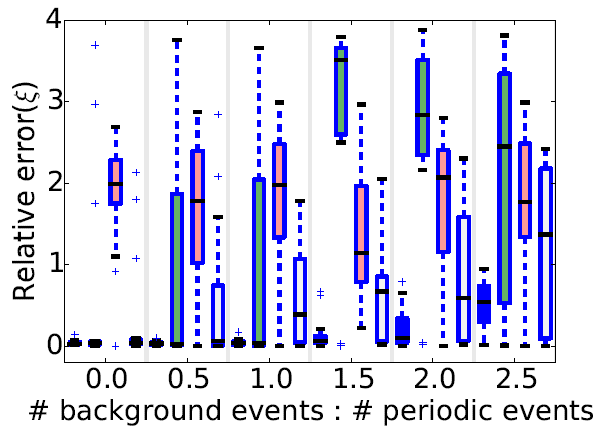 4
3
2
1
0
Relative error(ξ)
0.0 0.5 1.0 1.5 2.0 2.5
# background events : # periodic events